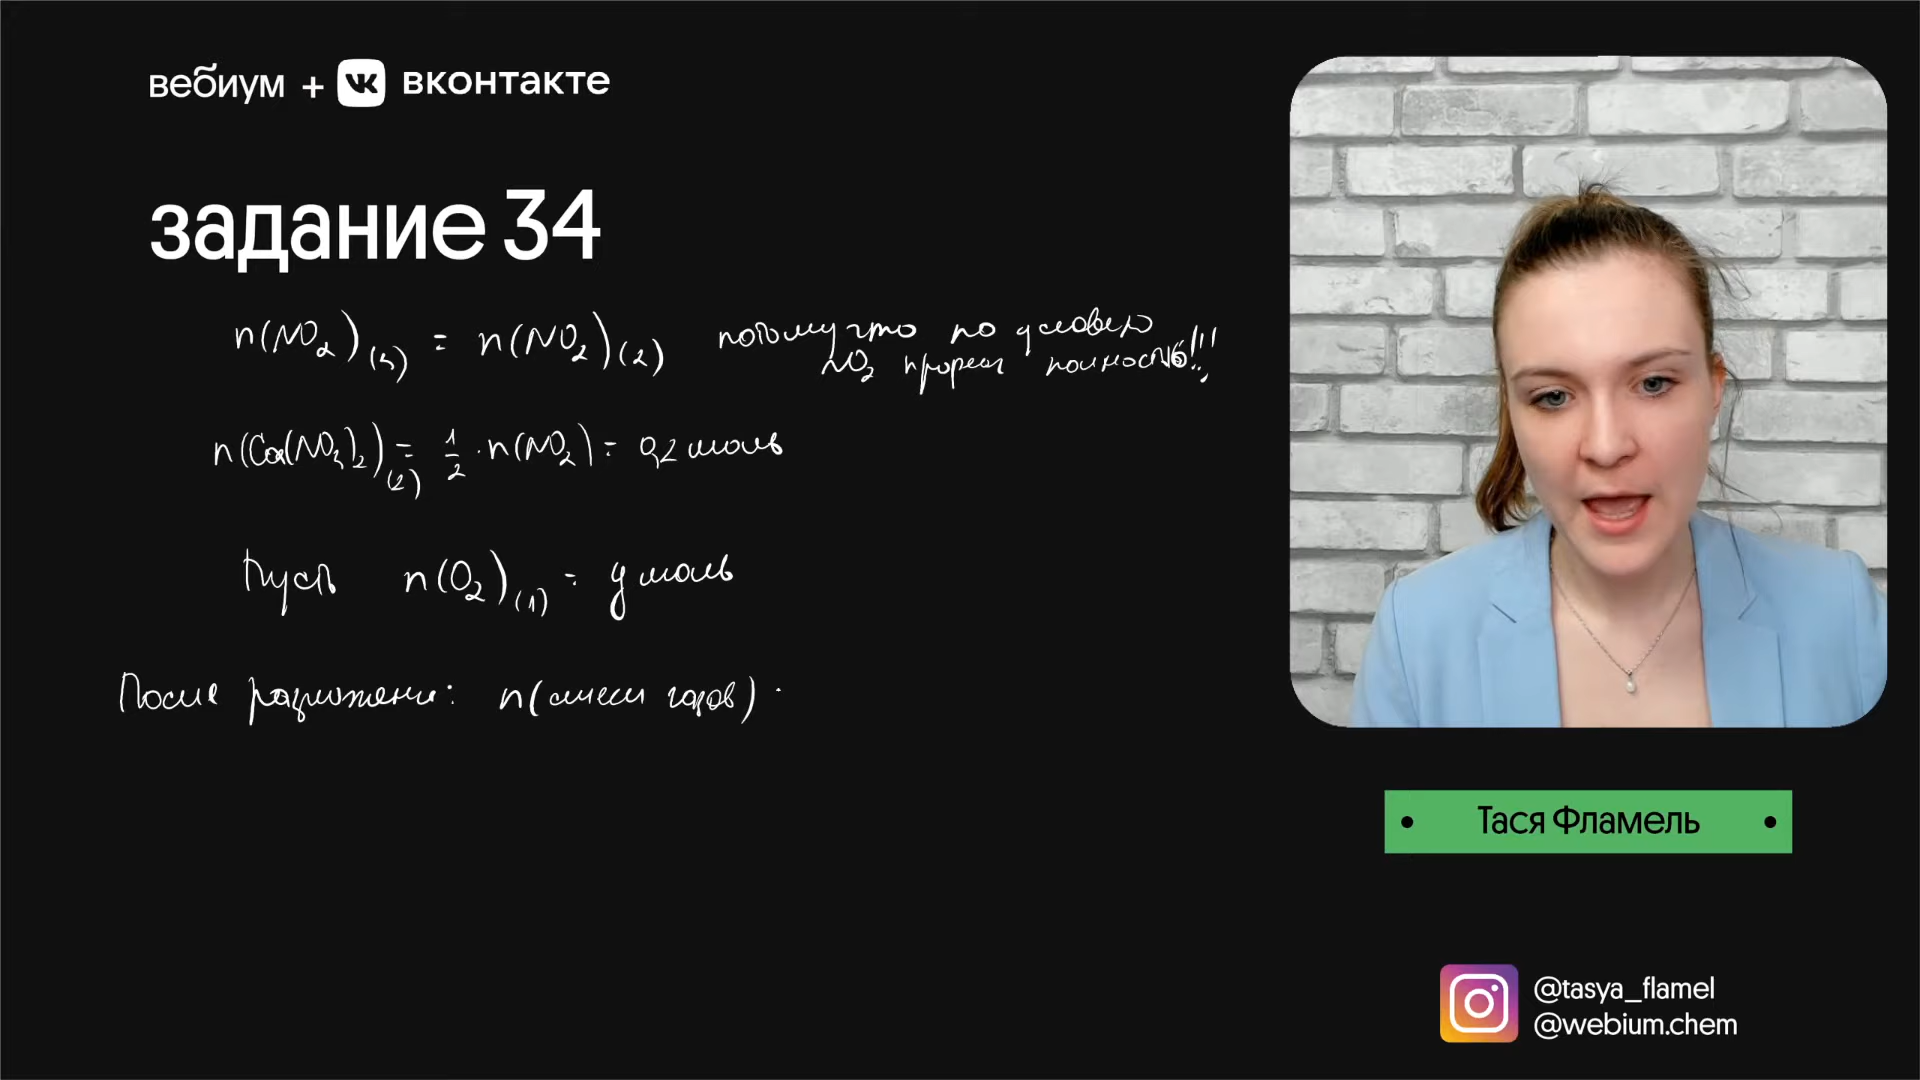 вебиум + вконтакте
задание 34
n(NO₂)₍₃₎ = n(NO₂)₍₂₎ потому что по условию
NO₂ прореаг полностью!!!
n(Ca(NO₃)₂)₍₂₎ = 1/2 · n(NO₂) = 0,2 моль
Пусть n(O₂)₍₁₎ = y моль
После разложения: n(смеси газов)
Тася Фламель
@tasya_flamel
@webium.chem